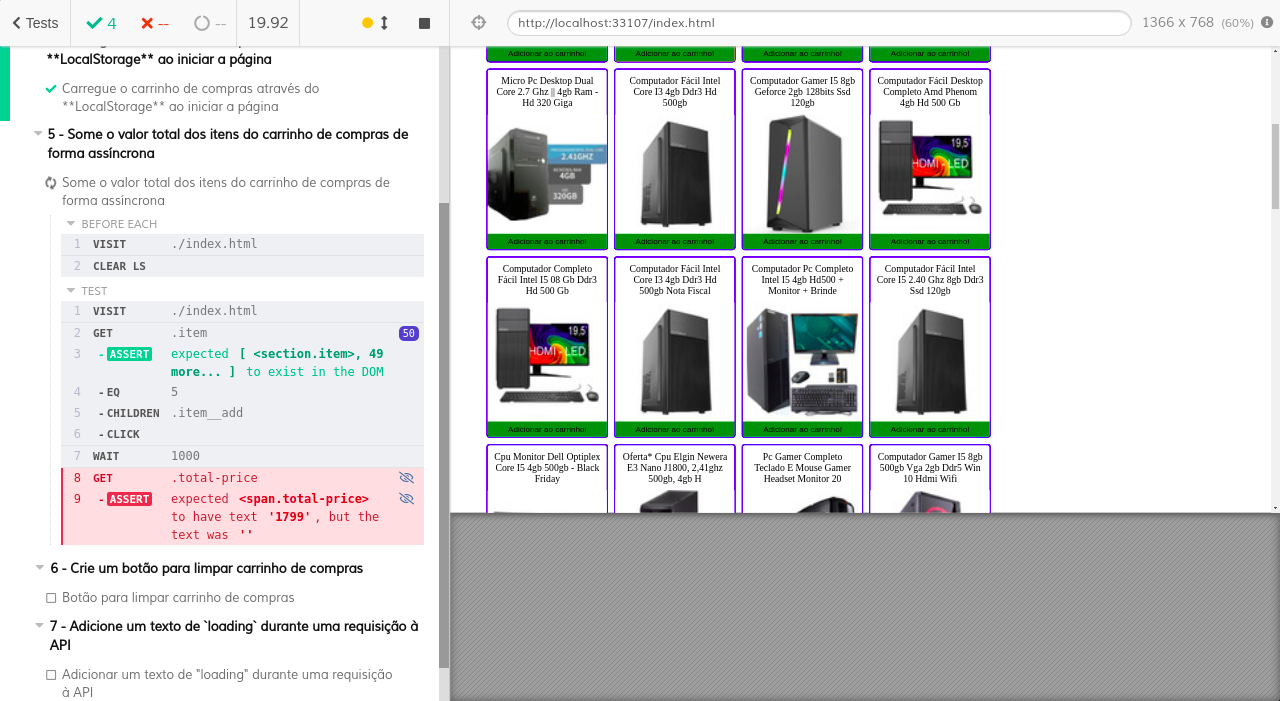 Tests
4
--
--
19.92
http://localhost:33107/index.html
1366 x 768 (60%)
**LocalStorage** ao iniciar a página
Carregue o carrinho de compras através do
**LocalStorage** ao iniciar a página
5 - Some o valor total dos itens do carrinho de compras de
forma assíncrona
Some o valor total dos itens do carrinho de compras de
forma assíncrona
BEFORE EACH
1 VISIT ./index.html
2 CLEAR LS
TEST
1 VISIT ./index.html
2 GET .item 50
3 -ASSERT expected [ <section.item>, 49
more... ] to exist in the DOM
4 -EQ 5
5 -CHILDREN .item__add
6 -CLICK
7 WAIT 1000
8 GET .total-price
9 -ASSERT expected <span.total-price>
to have text '1799', but the
text was ''
6 - Crie um botão para limpar carrinho de compras
Botão para limpar carrinho de compras
7 - Adicione um texto de `loading` durante uma requisição à
API
Adicionar um texto de "loading" durante uma requisição
à API
Adicionar ao carrinho! Adicionar ao carrinho! Adicionar ao carrinho! Adicionar ao carrinho!
Micro Pc Desktop Dual
Core 2.7 Ghz || 4gb Ram -
Hd 320 Giga
2.41GHZ
4GB
320GB
Adicionar ao carrinho!
Computador Fácil Intel
Core I3 4gb Ddr3 Hd
500gb
Adicionar ao carrinho!
Computador Gamer I5 8gb
Geforce 2gb 128bits Ssd
120gb
Adicionar ao carrinho!
Computador Fácil Desktop
Completo Amd Phenom
4gb Hd 500 Gb
19,5'
HDMI - LED
Adicionar ao carrinho!
Computador Completo
Fácil Intel I5 08 Gb Ddr3
Hd 500 Gb
19,5'
HDMI - LED
Adicionar ao carrinho!
Computador Fácil Intel
Core I3 4gb Ddr3 Hd
500gb Nota Fiscal
Adicionar ao carrinho!
Computador Pc Completo
Intel I5 4gb Hd500 +
Monitor + Brinde
Adicionar ao carrinho!
Computador Fácil Intel
Core I5 2.40 Ghz 8gb Ddr3
Ssd 120gb
Adicionar ao carrinho!
Cpu Monitor Dell Optiplex
Core I5 4gb 500gb - Black
Friday
Oferta* Cpu Elgin Newera
E3 Nano J1800, 2,41ghz
500gb, 4gb H
Pc Gamer Completo
Teclado E Mouse Gamer
Headset Monitor 20
Computador Gamer I5 8gb
500gb Vga 2gb Ddr5 Win
10 Hdmi Wifi